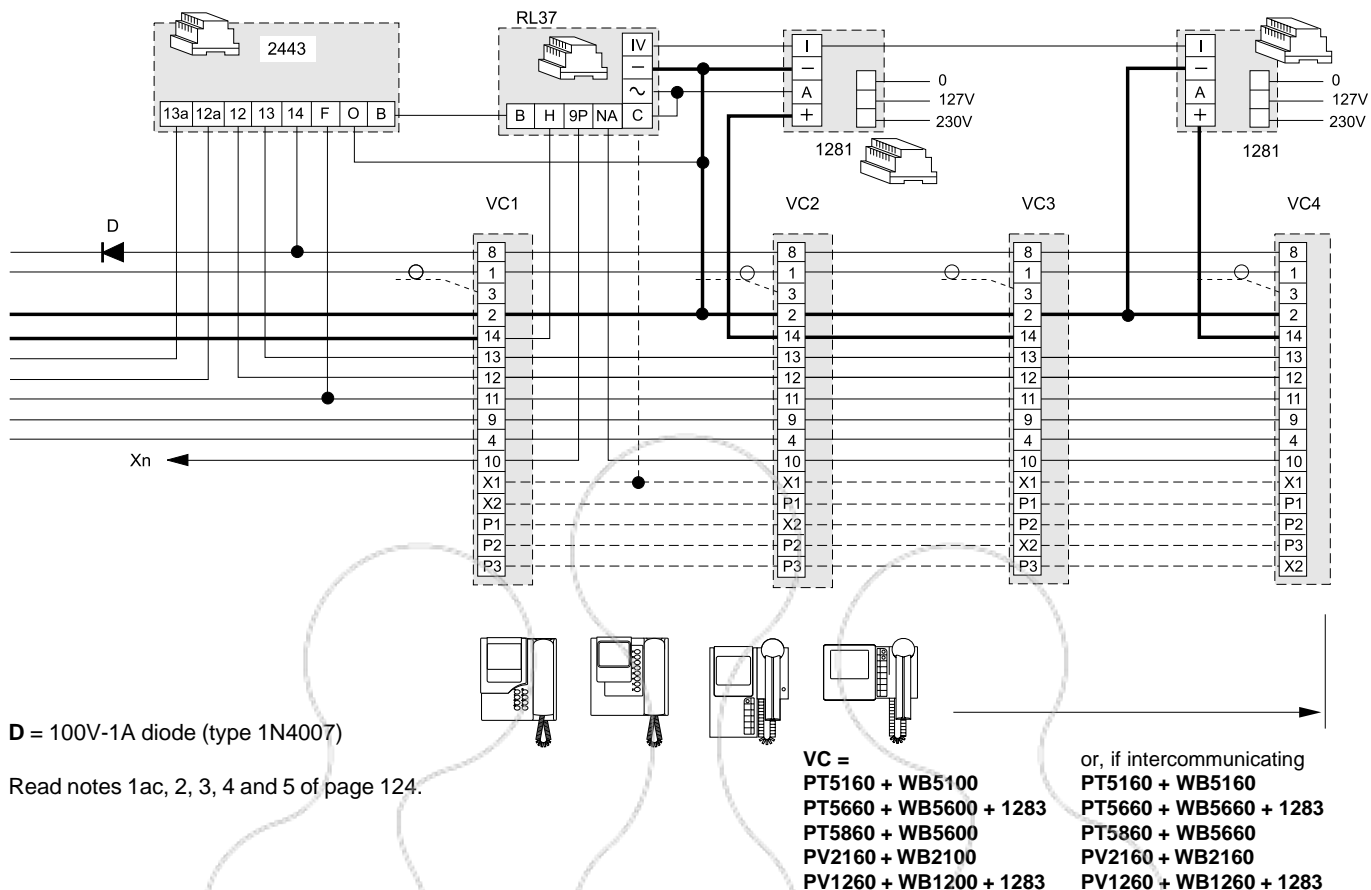 RL37
2443
IV
I
I
–
–
–
0
0
~
A
A
127V
127V
13a 12a 12 13 14 F O B
B H 9P NA C
+
+
230V
230V
1281
1281
VC1
VC2
VC3
VC4
D
8 8 8 8
1 1 1 1
3 3 3 3
2 2 2 2
14 14 14 14
13 13 13 13
12 12 12 12
11 11 11 11
9 9 9 9
4 4 4 4
Xn
10 10 10 10
X1 X1 X1 X1
X2 P1 P1 P1
P1 X2 P2 P2
P2 P2 X2 P3
P3 P3 P3 X2
D = 100V-1A diode (type 1N4007)
Read notes 1ac, 2, 3, 4 and 5 of page 124.
VC =
PT5160 + WB5100
PT5660 + WB5600 + 1283
PT5860 + WB5600
PV2160 + WB2100
PV1260 + WB1200 + 1283
or, if intercommunicating
PT5160 + WB5160
PT5660 + WB5660 + 1283
PT5860 + WB5660
PV2160 + WB2160
PV1260 + WB1260 + 1283